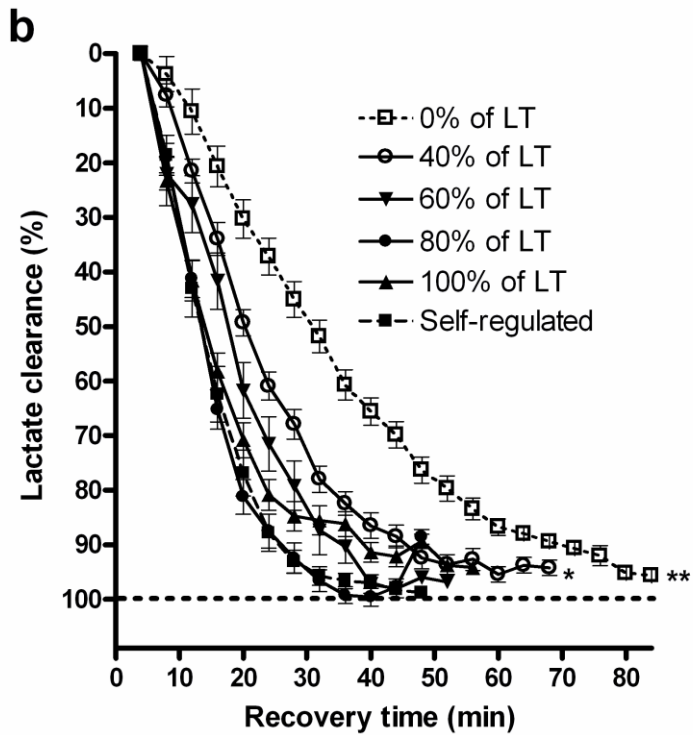 b
0
10
20
30
40
50
60
70
80
90
100
Lactate clearance (%)
0% of LT
40% of LT
60% of LT
80% of LT
100% of LT
Self-regulated
*
**
0 10 20 30 40 50 60 70 80
Recovery time (min)